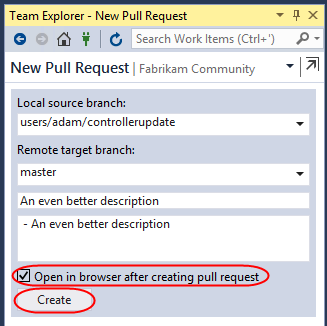 Team Explorer - New Pull Request
Search Work Items (Ctrl+')
New Pull Request | Fabrikam Community
Local source branch:
users/adam/controllerupdate
Remote target branch:
master
An even better description
- An even better description
Open in browser after creating pull request
Create